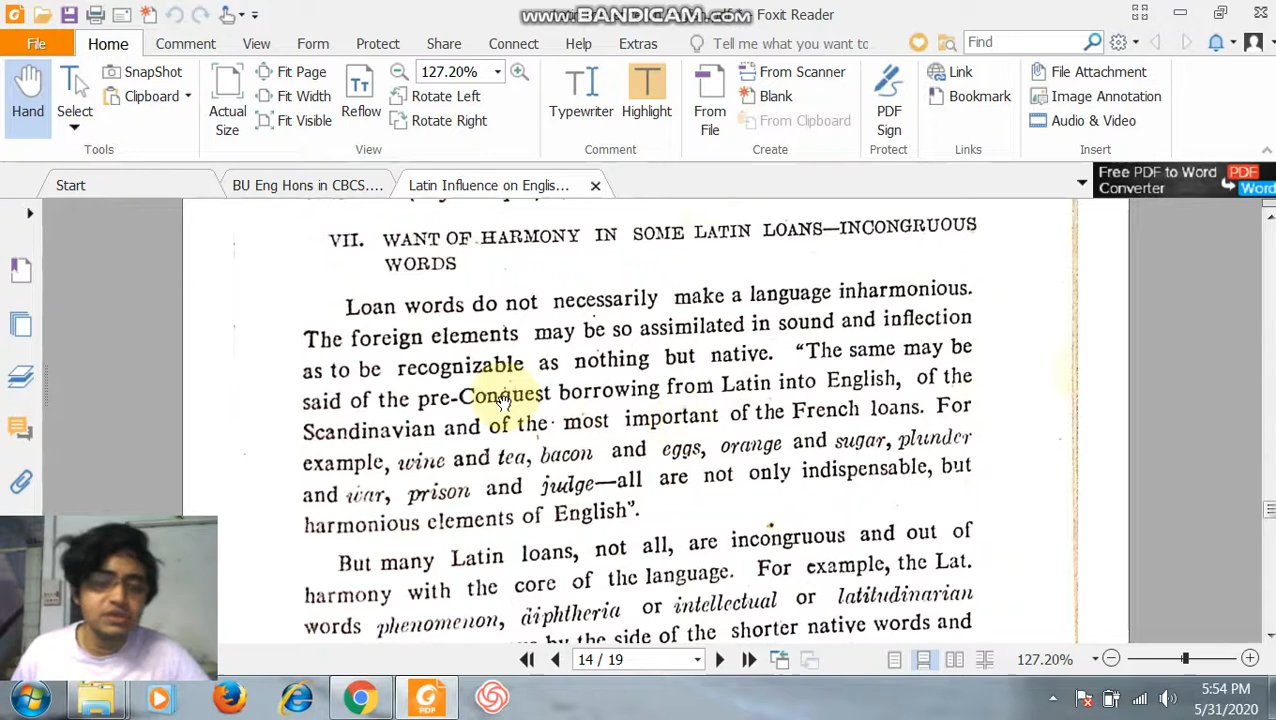 www.BANDICAM.com
Foxit Reader
File
Home
Comment
View
Form
Protect
Share
Connect
Help
Extras
Tell me what you want to
Find
Hand
Select
SnapShot
Clipboard
Tools
Actual
Size
Fit Page
Fit Width
Fit Visible
Reflow
127.20%
Rotate Left
Rotate Right
View
Typewriter
Highlight
Comment
From
File
From Scanner
Blank
From Clipboard
Create
PDF
Sign
Protect
Link
Bookmark
Links
File Attachment
Image Annotation
Audio & Video
Insert
Start
BU Eng Hons in CBCS....
Latin Influence on Englis...
Free PDF to Word
Converter
PDF
Word
VII. WANT OF HARMONY IN SOME LATIN LOANS—INCONGRUOUS
WORDS
Loan words do not necessarily make a language inharmonious.
The foreign elements may be so assimilated in sound and inflection
as to be recognizable as nothing but native. “The same may be
said of the pre-Conquest borrowing from Latin into English, of the
Scandinavian and of the most important of the French loans. For
example, wine and tea, bacon and eggs, orange and sugar, plunder
and war, prison and judge—all are not only indispensable, but
harmonious elements of English”.
But many Latin loans, not all, are incongruous and out of
harmony with the core of the language. For example, the Lat.
words phenomenon, diphtheria or intellectual or latitudinarian
by the side of the shorter native words and
14 / 19
127.20%
PDF
5:54 PM
5/31/2020